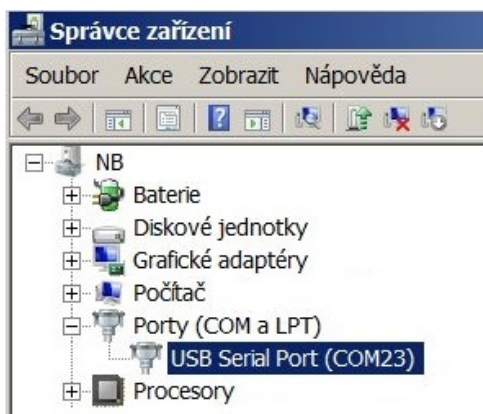 Správce zařízení
Soubor Akce Zobrazit Nápověda
NB
Baterie
Diskové jednotky
Grafické adaptéry
Počítač
Porty (COM a LPT)
USB Serial Port (COM23)
Procesory